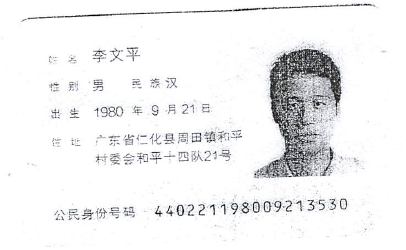 姓名 李文平
性别 男 民族 汉
出生 1980 年 9 月 21 日
住址 广东省仁化县周田镇和平
村委会和平十四队21号
公民身份号码 440221198009213530